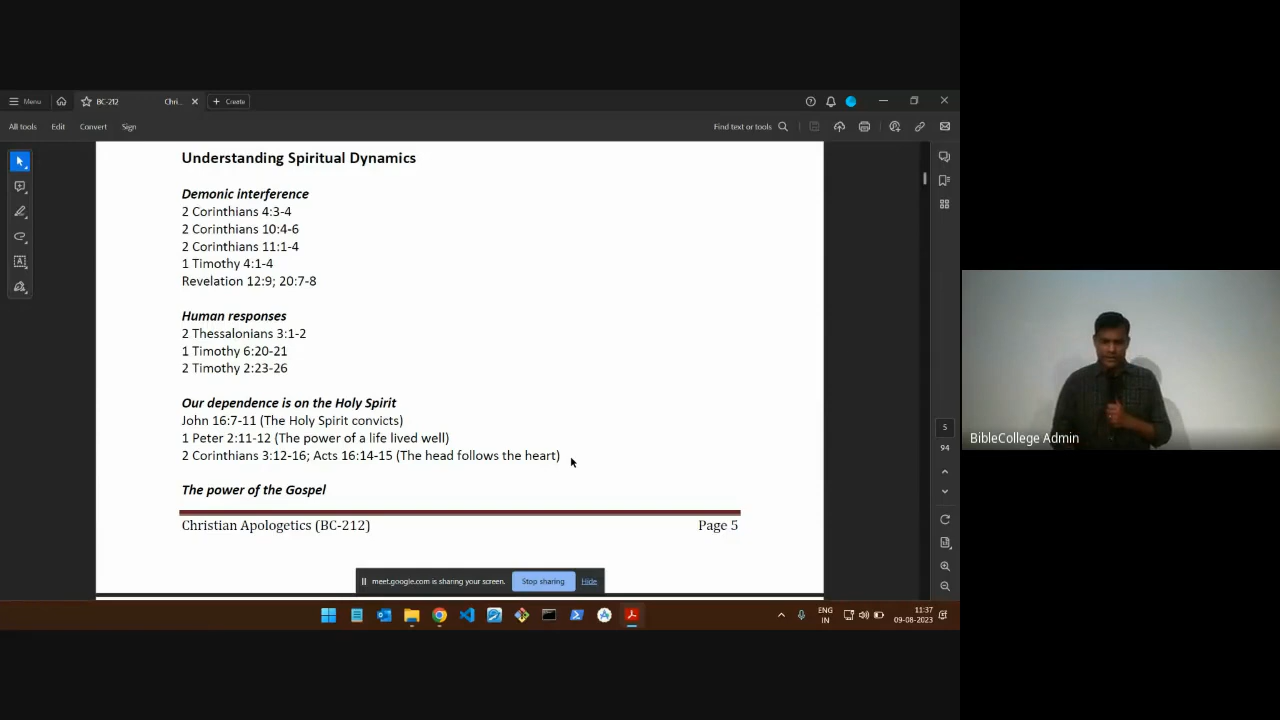 Menu
BC-212
Chri...
Create
All tools
Edit
Convert
Sign
Find text or tools
Understanding Spiritual Dynamics
Demonic interference
2 Corinthians 4:3-4
2 Corinthians 10:4-6
2 Corinthians 11:1-4
1 Timothy 4:1-4
Revelation 12:9; 20:7-8
Human responses
2 Thessalonians 3:1-2
1 Timothy 6:20-21
2 Timothy 2:23-26
Our dependence is on the Holy Spirit
John 16:7-11 (The Holy Spirit convicts)
1 Peter 2:11-12 (The power of a life lived well)
2 Corinthians 3:12-16; Acts 16:14-15 (The head follows the heart)
The power of the Gospel
Christian Apologetics (BC-212) Page 5
5
94
BibleCollege Admin
meet.google.com is sharing your screen.
Stop sharing
Hide
ENG
IN
11:37
09-08-2023